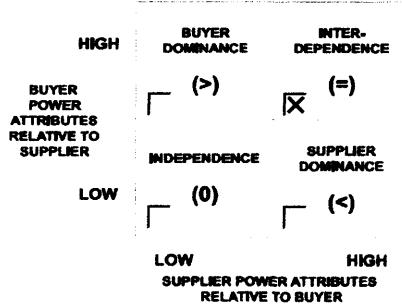 HIGH
BUYER
DOMINANCE
(>)
INTER-
DEPENDENCE
(=)
BUYER
POWER
ATTRIBUTES
RELATIVE TO
SUPPLIER
X
INDEPENDENCE
(0)
SUPPLIER
DOMINANCE
(<)
LOW
LOW
HIGH
SUPPLIER POWER ATTRIBUTES
RELATIVE TO BUYER